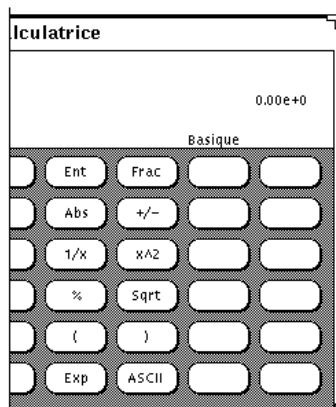 lculatrice
0.00e+0
Basique
Ent Frac
Abs +/-
1/x x^2
% Sqrt
( )
Exp ASCII